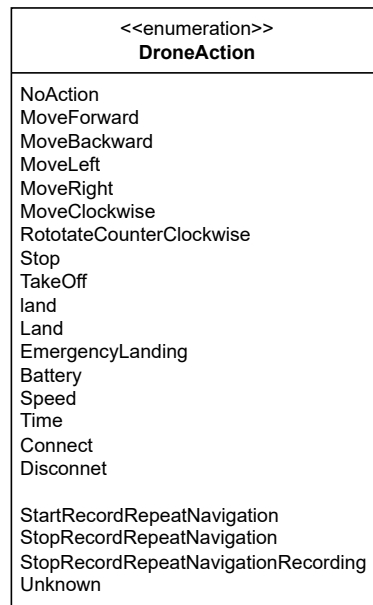 <<enumeration>>
DroneAction
NoAction
MoveForward
MoveBackward
MoveLeft
MoveRight
MoveClockwise
RototateCounterClockwise
Stop
TakeOff
land
Land
EmergencyLanding
Battery
Speed
Time
Connect
Disconnet
StartRecordRepeatNavigation
StopRecordRepeatNavigation
StopRecordRepeatNavigationRecording
Unknown